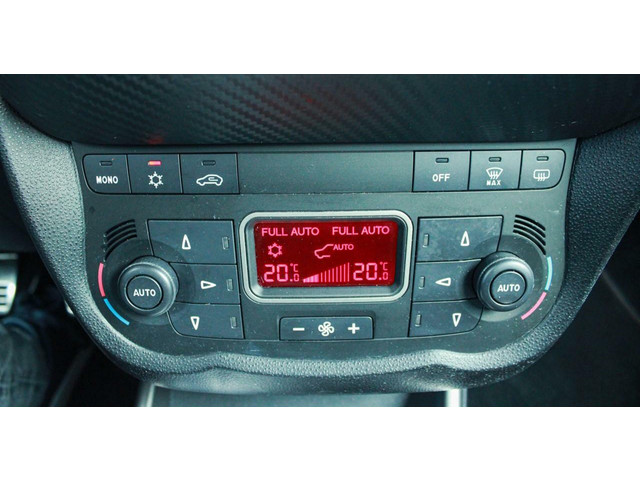 MONO
OFF
MAX
FULL AUTO FULL AUTO
AUTO
20.0°C 20.0°C
AUTO
AUTO
− +